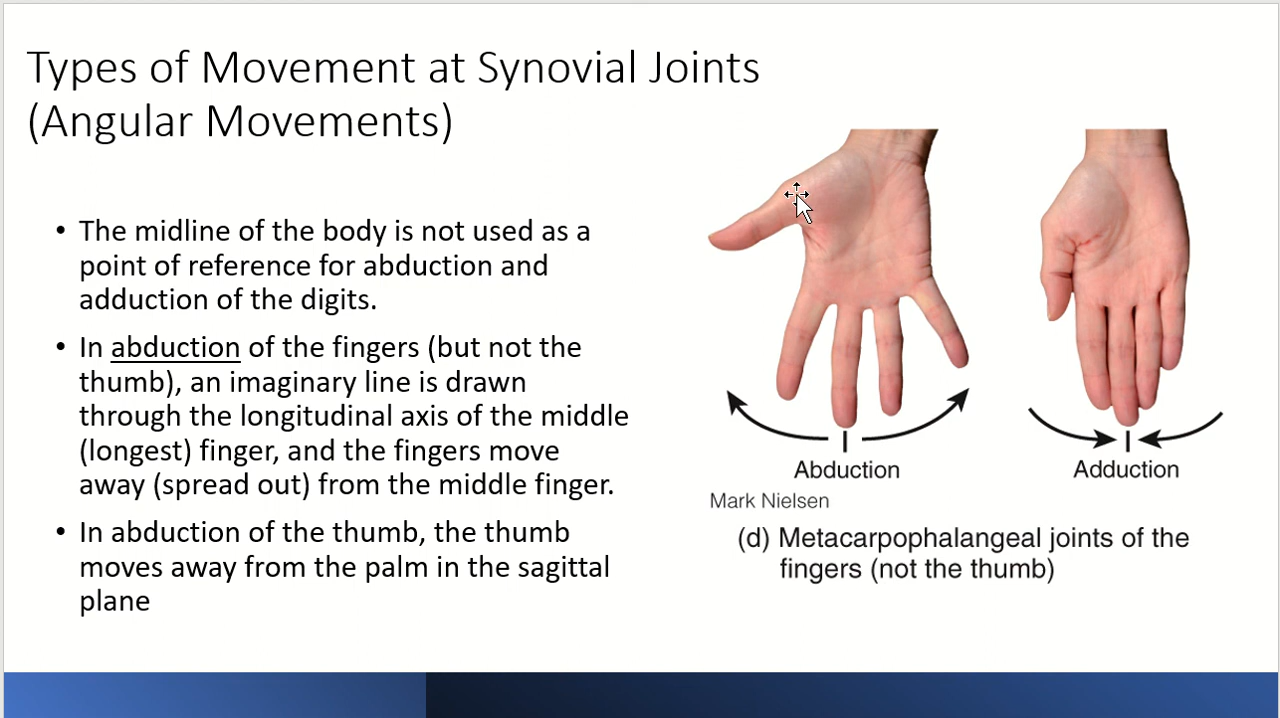 Types of Movement at Synovial Joints
(Angular Movements)
• The midline of the body is not used as a
point of reference for abduction and
adduction of the digits.
• In abduction of the fingers (but not the
thumb), an imaginary line is drawn
through the longitudinal axis of the middle
(longest) finger, and the fingers move
away (spread out) from the middle finger.
• In abduction of the thumb, the thumb
moves away from the palm in the sagittal
plane
Abduction
Adduction
Mark Nielsen
(d) Metacarpophalangeal joints of the
fingers (not the thumb)